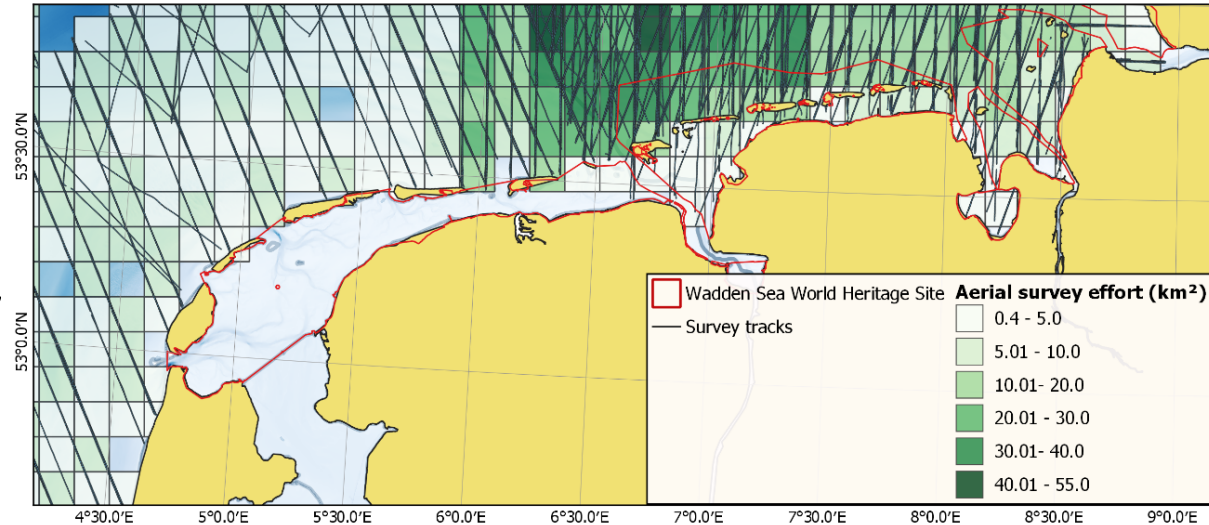 53°30.0'N
53°0.0'N
Wadden Sea World Heritage Site
Survey tracks
Aerial survey effort (km²)
0.4 - 5.0
5.01 - 10.0
10.01- 20.0
20.01 - 30.0
30.01- 40.0
40.01 - 55.0
4°30.0'E
5°0.0'E
5°30.0'E
6°0.0'E
6°30.0'E
7°0.0'E
7°30.0'E
8°0.0'E
8°30.0'E
9°0.0'E